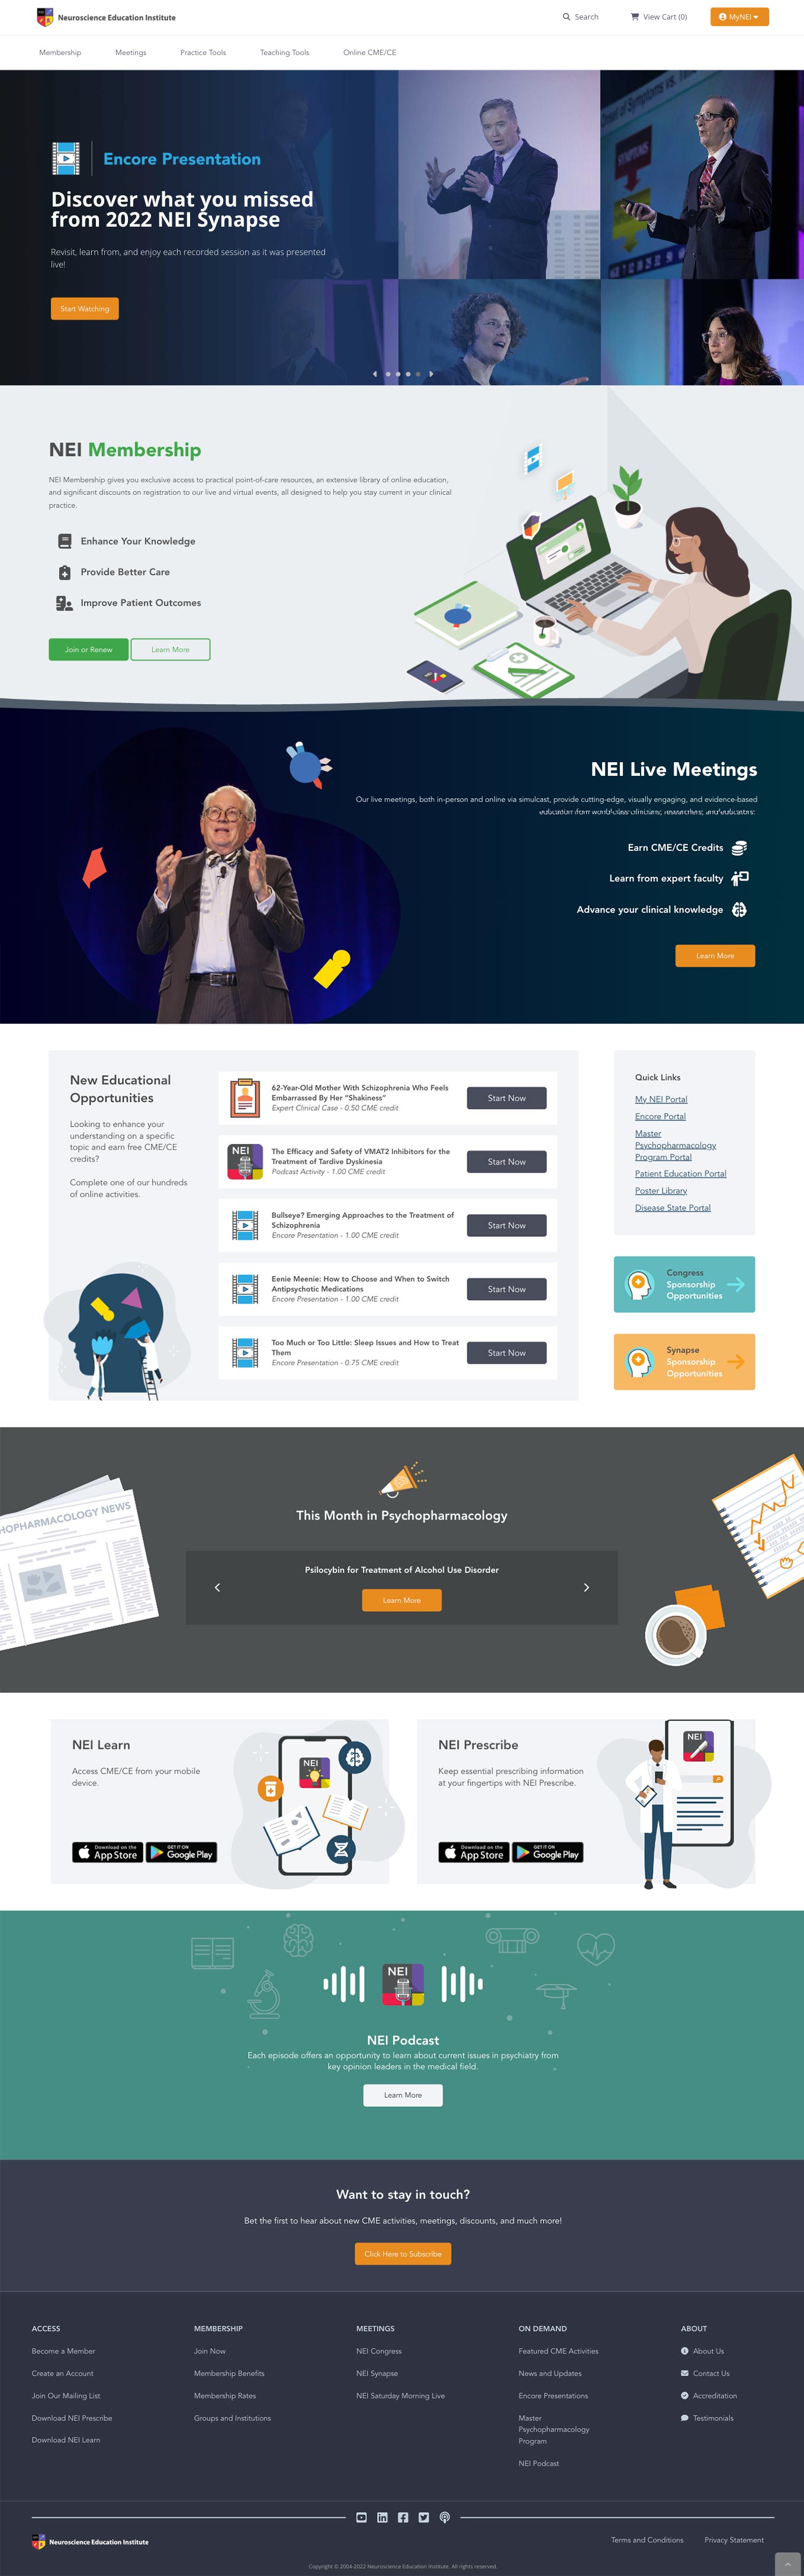 Neuroscience Education Institute
Search
View Cart (0)
MyNEI
Membership
Meetings
Practice Tools
Teaching Tools
Online CME/CE
Encore Presentation
Discover what you missed
from 2022 NEI Synapse
Revisit, learn from, and enjoy each recorded session as it was presented
live!
Start Watching
NEI Membership
NEI Membership gives you exclusive access to practical point-of-care resources, an extensive library of online education,
and significant discounts on registration to our live and virtual events, all designed to help you stay current in your clinical
practice.
Enhance Your Knowledge
Provide Better Care
Improve Patient Outcomes
Join or Renew
Learn More
NEI Live Meetings
Our live meetings, both in-person and online via simulcast, provide cutting-edge, visually engaging, and evidence-based
education from world-class clinicians, researchers, and educators.
Earn CME/CE Credits
Learn from expert faculty
Advance your clinical knowledge
Learn More
New Educational
Opportunities
Looking to enhance your
understanding on a specific
topic and earn free CME/CE
credits?
Complete one of our hundreds
of online activities.
62-Year-Old Mother With Schizophrenia Who Feels
Embarrassed By Her "Shakiness"
Expert Clinical Case - 0.50 CME credit
Start Now
NEI
The Efficacy and Safety of VMAT2 Inhibitors for the
Treatment of Tardive Dyskinesia
Podcast Activity - 1.00 CME credit
Start Now
Bullseye? Emerging Approaches to the Treatment of
Schizophrenia
Encore Presentation - 1.00 CME credit
Start Now
Eenie Meenie: How to Choose and When to Switch
Antipsychotic Medications
Encore Presentation - 1.00 CME credit
Start Now
Too Much or Too Little: Sleep Issues and How to Treat
Them
Encore Presentation - 0.75 CME credit
Start Now
Quick Links
My NEI Portal
Encore Portal
Master
Psychopharmacology
Program Portal
Patient Education Portal
Poster Library
Disease State Portal
Congress
Sponsorship
Opportunities
Synapse
Sponsorship
Opportunities
HOPHARMACOLOGY NEWS
This Month in Psychopharmacology
Psilocybin for Treatment of Alcohol Use Disorder
Learn More
NEI Learn
Access CME/CE from your mobile
device.
Download on the
App Store
GET IT ON
Google Play
NEI
NEI Prescribe
Keep essential prescribing information
at your fingertips with NEI Prescribe.
Download on the
App Store
GET IT ON
Google Play
NEI
NEI
NEI Podcast
Each episode offers an opportunity to learn about current issues in psychiatry from
key opinion leaders in the medical field.
Learn More
Want to stay in touch?
Bet the first to hear about new CME activities, meetings, discounts, and much more!
Click Here to Subscribe
ACCESS
Become a Member
Create an Account
Join Our Mailing List
Download NEI Prescribe
Download NEI Learn
MEMBERSHIP
Join Now
Membership Benefits
Membership Rates
Groups and Institutions
MEETINGS
NEI Congress
NEI Synapse
NEI Saturday Morning Live
ON DEMAND
Featured CME Activities
News and Updates
Encore Presentations
Master
Psychopharmacology
Program
NEI Podcast
ABOUT
About Us
Contact Us
Accreditation
Testimonials
Neuroscience Education Institute
Terms and Conditions
Privacy Statement
Copyright © 2004-2022 Neuroscience Education Institute. All rights reserved.